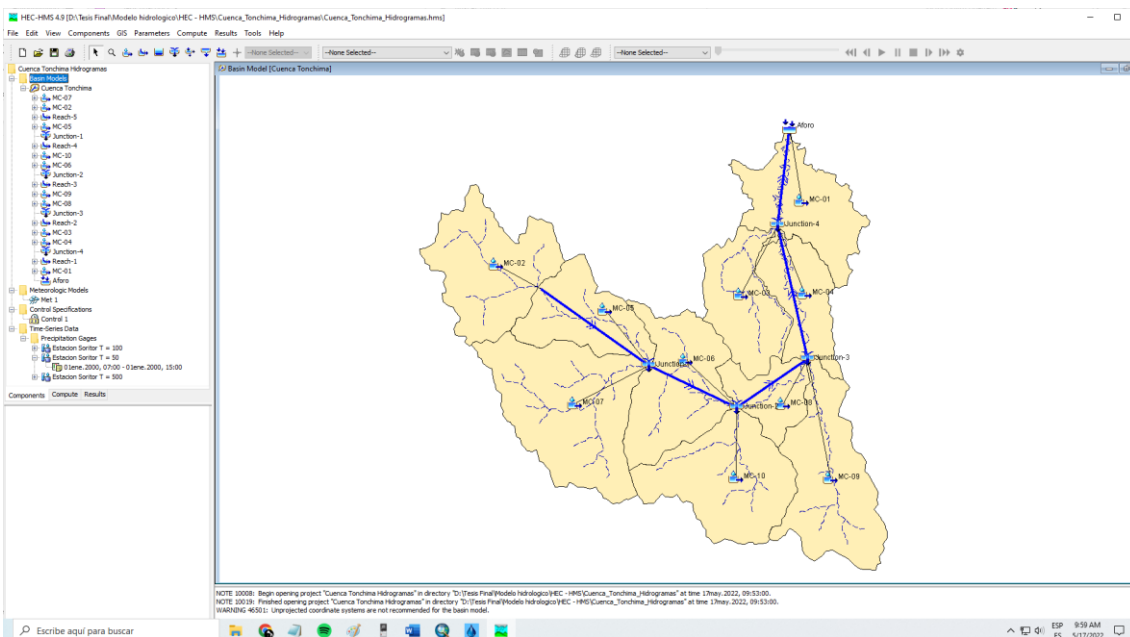 HEC-HMS 4.9 [D:\Tesis Final\Modelo hidrologico\HEC - HMS\Cuenca_Tonchima_Hidrogramas\Cuenca_Tonchima_Hidrogramas.hms]
File Edit View Components GIS Parameters Compute Results Tools Help
--None Selected-- --None Selected-- --None Selected--
Cuenca Tonchima Hidrogramas
Basin Models
Cuenca Tonchima
MC-07
MC-02
Reach-5
MC-05
Junction-1
Reach-4
MC-10
MC-06
Junction-2
Reach-3
MC-09
MC-08
Junction-3
Reach-2
MC-03
MC-04
Junction-4
Reach-1
MC-01
Aforo
Meteorologic Models
Met 1
Control Specifications
Control 1
Time-Series Data
Precipitation Gages
Estacion Soritor T = 100
Estacion Soritor T = 50
01ene.2000, 07:00 - 01ene.2000, 15:00
Estacion Soritor T = 500
Components Compute Results
Basin Model [Cuenca Tonchima]
Aforo
MC-01
Junction-4
MC-02
MC-03
MC-04
MC-05
Junction-3
MC-06
Junction
MC-07
Junction-2
MC-08
MC-10
MC-09
NOTE 10008: Begin opening project "Cuenca Tonchima Hidrogramas" in directory "D:\Tesis Final\Modelo hidrologico\HEC - HMS\Cuenca_Tonchima_Hidrogramas" at time 17may.2022, 09:53:00.
NOTE 10019: Finished opening project "Cuenca Tonchima Hidrogramas" in directory "D:\Tesis Final\Modelo hidrologico\HEC - HMS\Cuenca_Tonchima_Hidrogramas" at time 17may.2022, 09:53:00.
WARNING 46501: Unprojected coordinate systems are not recommended for the basin model.
Escribe aquí para buscar
ESP
ES
9:59 AM
5/17/2022